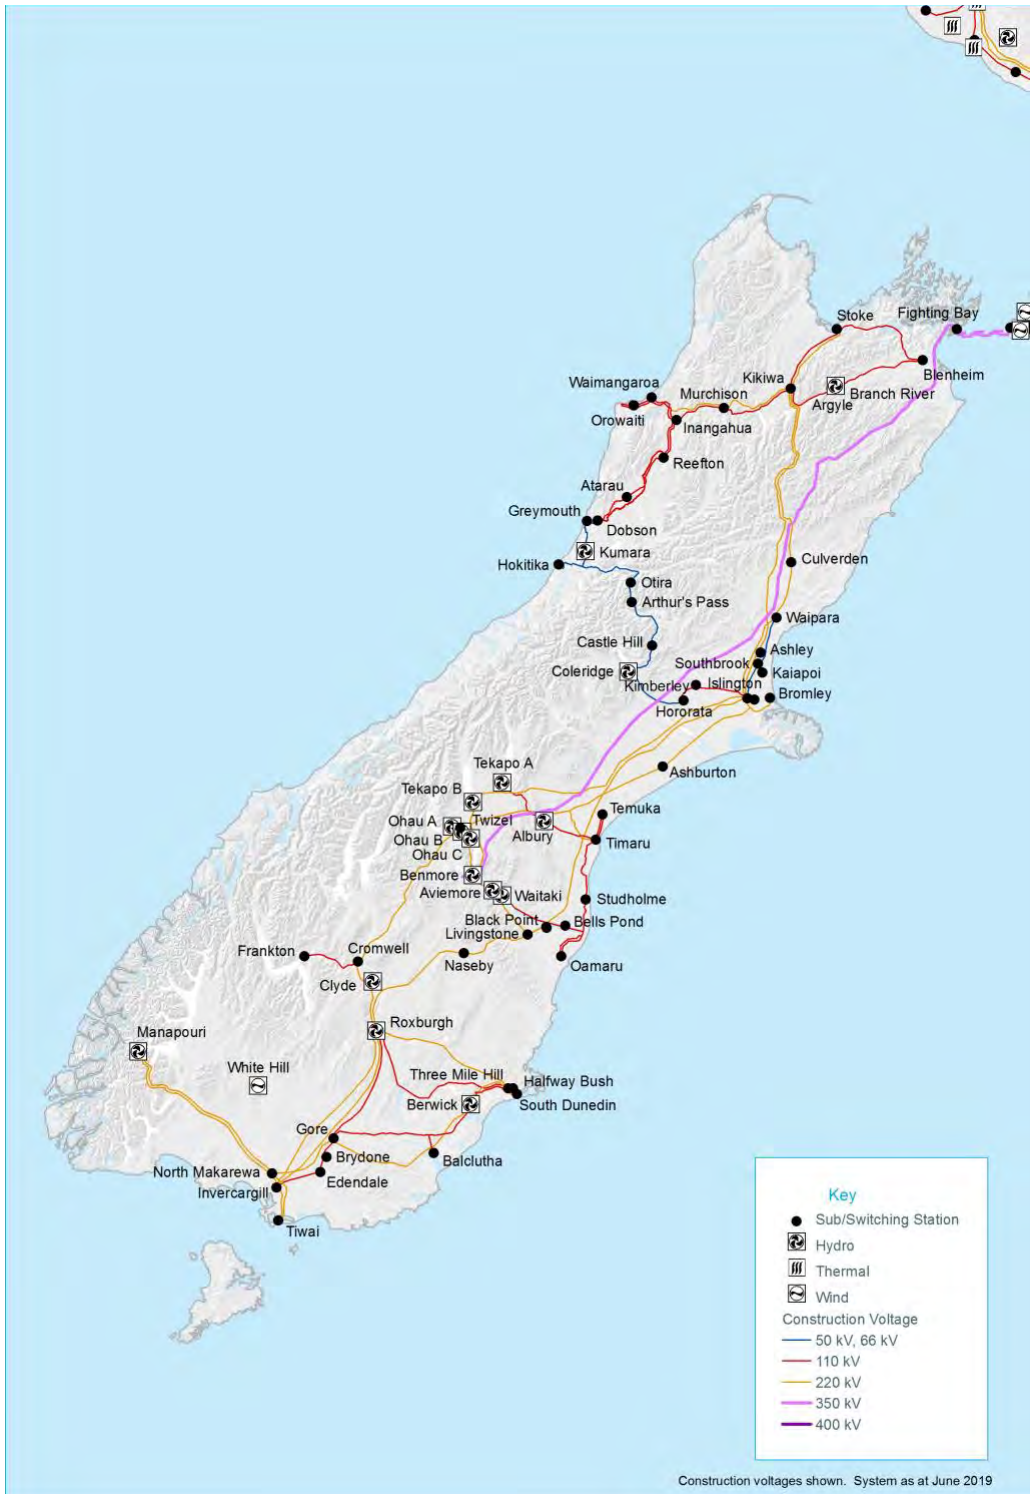 Stoke
Fighting Bay
Blenheim
Kikiwa
Waimangaroa
Murchison
Branch River
Argyle
Orowaiti
Inangahua
Reefton
Atarau
Greymouth
Dobson
Kumara
Hokitika
Culverden
Otira
Arthur's Pass
Waipara
Castle Hill
Ashley
Southbrook
Coleridge
Kaiapoi
Kimberley
Islington
Bromley
Hororata
Tekapo A
Ashburton
Tekapo B
Temuka
Ohau A
Twizel
Ohau B
Albury
Timaru
Ohau C
Benmore
Aviemore
Waitaki
Studholme
Black Point
Bells Pond
Livingstone
Frankton
Cromwell
Naseby
Oamaru
Clyde
Roxburgh
Manapouri
White Hill
Three Mile Hill
Halfway Bush
Berwick
South Dunedin
Gore
Brydone
Balclutha
North Makarewa
Edendale
Invercargill
Tiwai
Key
Sub/Switching Station
Hydro
Thermal
Wind
Construction Voltage
50 kV, 66 kV
110 kV
220 kV
350 kV
400 kV
Construction voltages shown. System as at June 2019